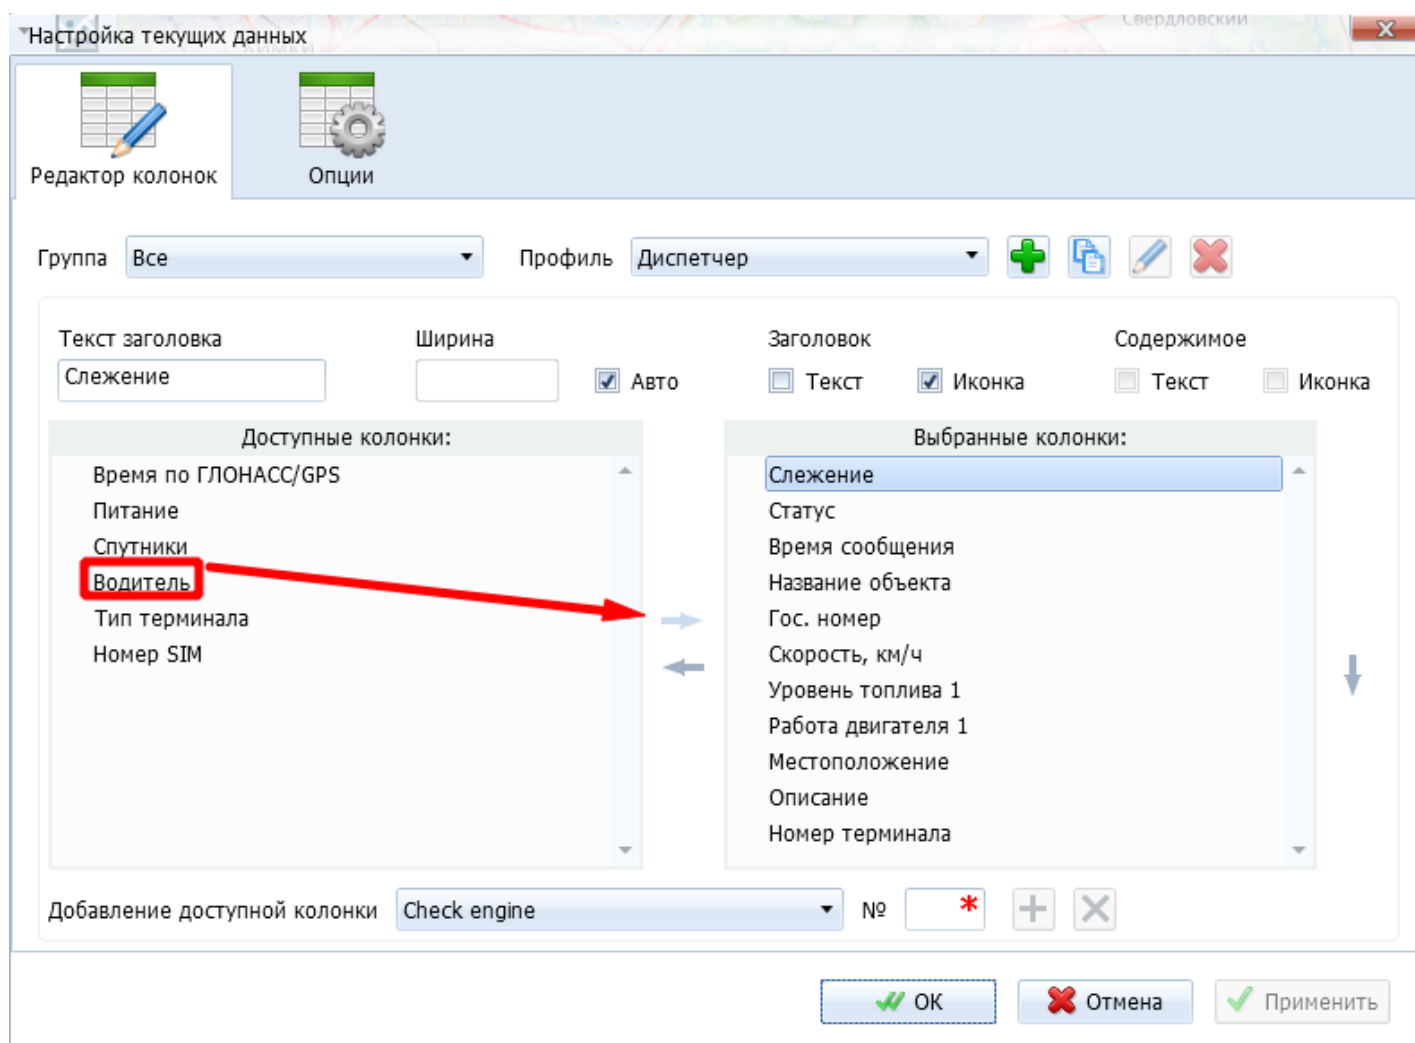 Свердловский
Настройка текущих данных
Редактор колонок
Опции
Группа Все Профиль Диспетчер
Текст заголовка Ширина Заголовок Содержимое
Слежение Авто Текст Иконка Текст Иконка
Доступные колонки:
Время по ГЛОНАСС/GPS
Питание
Спутники
Водитель
Тип терминала
Номер SIM
Выбранные колонки:
Слежение
Статус
Время сообщения
Название объекта
Гос. номер
Скорость, км/ч
Уровень топлива 1
Работа двигателя 1
Местоположение
Описание
Номер терминала
Добавление доступной колонки Check engine № *
ОК Отмена Применить